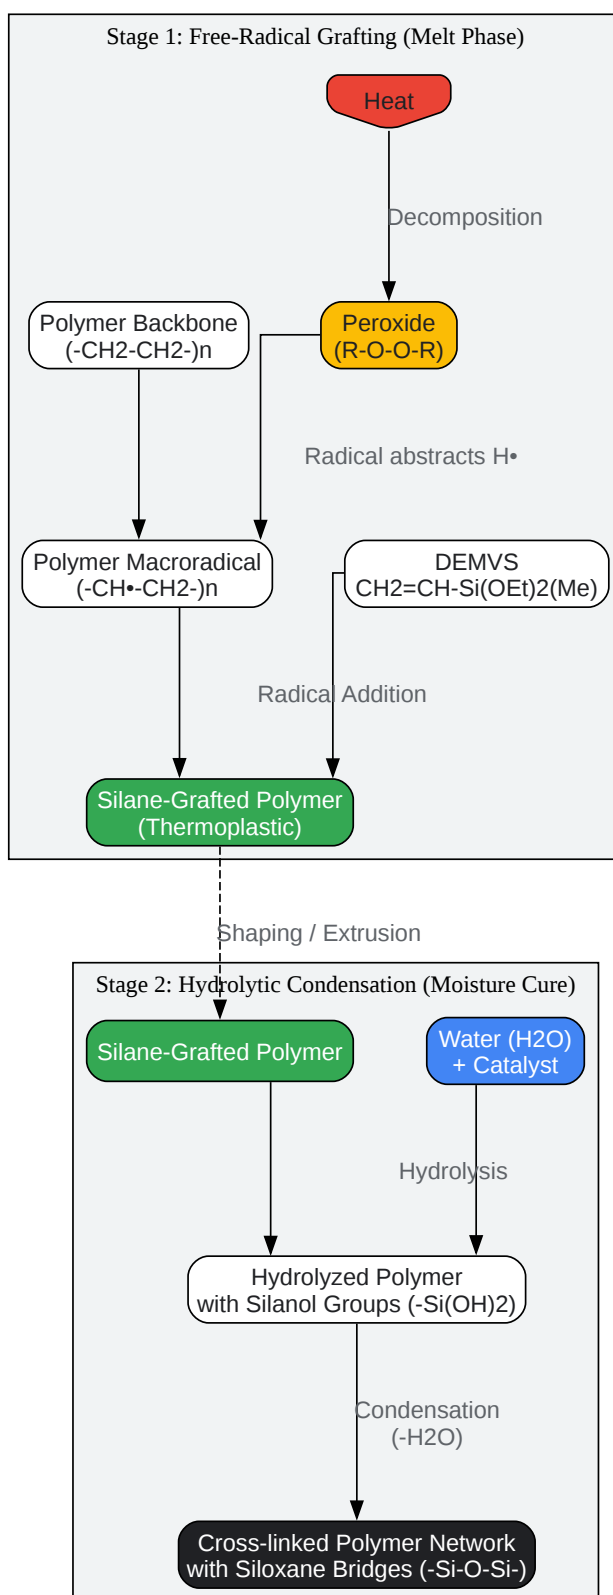 Stage 1: Free-Radical Grafting (Melt Phase)
Heat
Decomposition
Polymer Backbone
(-CH2-CH2-)n
Peroxide
(R-O-O-R)
Radical abstracts H•
Polymer Macroradical
(-CH•-CH2-)n
DEMVS
CH2=CH-Si(OEt)2(Me)
Radical Addition
Silane-Grafted Polymer
(Thermoplastic)
Shaping / Extrusion
Stage 2: Hydrolytic Condensation (Moisture Cure)
Silane-Grafted Polymer
Water (H2O)
+ Catalyst
Hydrolysis
Hydrolyzed Polymer
with Silanol Groups (-Si(OH)2)
Condensation
(-H2O)
Cross-linked Polymer Network
with Siloxane Bridges (-Si-O-Si-)